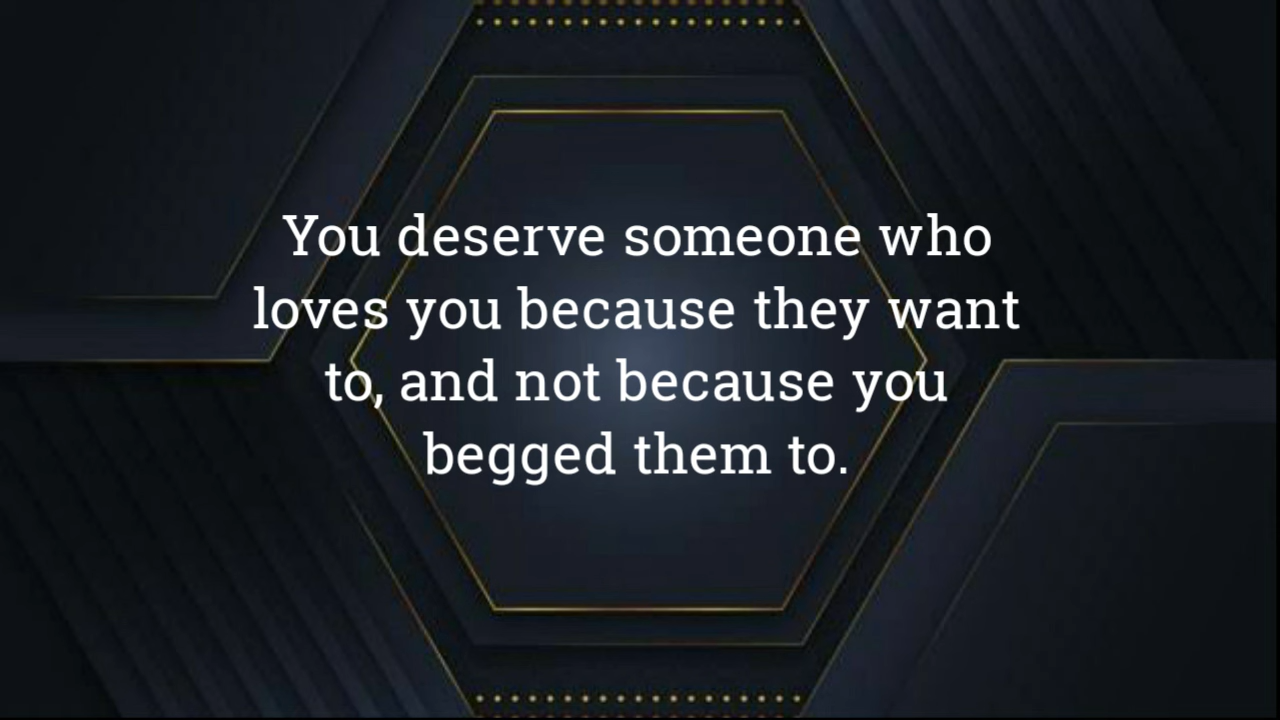 You deserve someone who
loves you because they want
to, and not because you
begged them to.